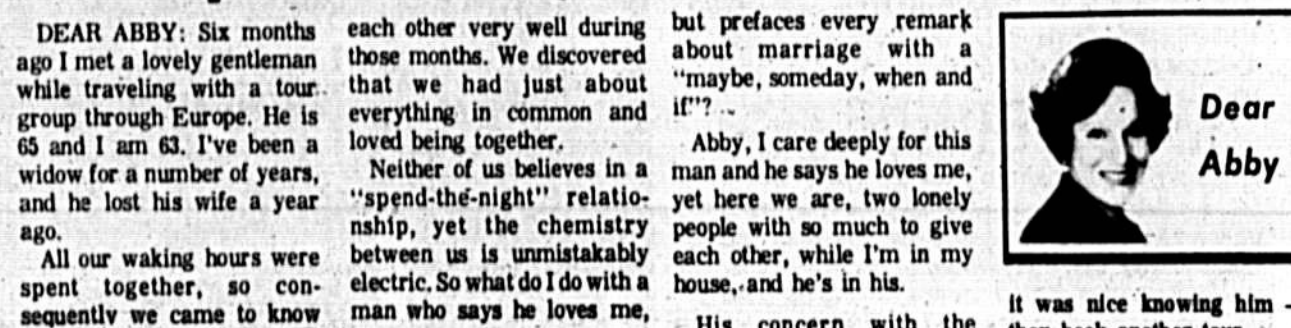 DEAR ABBY: Six months
ago I met a lovely gentleman
while traveling with a tour
group through Europe. He is
65 and I am 63. I've been a
widow for a number of years,
and he lost his wife a year
ago.
All our waking hours were
spent together, so con-
sequently we came to know
each other very well during
those months. We discovered
that we had just about
everything in common and
loved being together.
Neither of us believes in a
"spend-the-night" relatio-
nship, yet the chemistry
between us is unmistakably
electric. So what do I do with a
man who says he loves me,
but prefaces every remark
about marriage with a
"maybe, someday, when and
if"?
Abby, I care deeply for this
man and he says he loves me,
yet here we are, two lonely
people with so much to give
each other, while I'm in my
house, and he's in his.
His concern with the
Dear
Abby
It was nice knowing him -